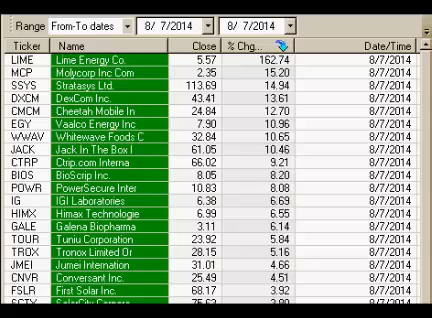 Range From-To dates 8/ 7/2014 8/ 7/2014
Ticker Name Close % Chg... Date/Time
LIME Lime Energy Co. 5.57 162.74 8/7/2014
MCP Molycorp Inc Com 2.35 15.20 8/7/2014
SSYS Stratasys Ltd. 113.69 14.94 8/7/2014
DXCM DexCom Inc. 43.41 13.61 8/7/2014
CMCM Cheetah Mobile In 24.84 12.70 8/7/2014
EGY Vaalco Energy Inc 7.90 10.96 8/7/2014
WWAV Whitewave Foods C 32.84 10.65 8/7/2014
JACK Jack In The Box I 61.05 10.46 8/7/2014
CTRP Ctrip.com Interna 66.02 9.21 8/7/2014
BIOS BioScrip Inc. 8.05 8.20 8/7/2014
POWR PowerSecure Inter 10.83 8.08 8/7/2014
IG IGI Laboratories 6.38 6.69 8/7/2014
HIMX Himax Technologie 6.99 6.55 8/7/2014
GALE Galena Biopharma 3.11 6.14 8/7/2014
TOUR Tuniu Corporation 23.92 5.84 8/7/2014
TROX Tronox Limited Or 28.15 5.16 8/7/2014
JMEI Jumei Internation 31.01 4.66 8/7/2014
CNVR Conversant Inc. 25.49 4.51 8/7/2014
FSLR First Solar Inc. 68.17 3.92 8/7/2014
SCTY SolarCity Corpora 75.63 3.90 8/7/2014